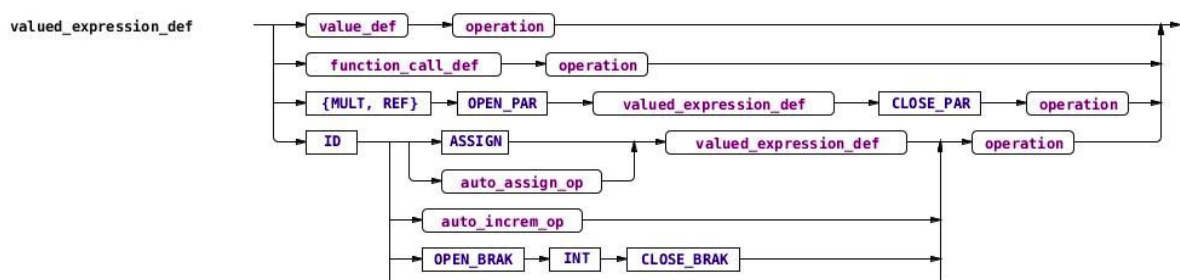 valued_expression_def value_def operation
function_call_def operation
{MULT, REF} OPEN_PAR valued_expression_def CLOSE_PAR operation
ID ASSIGN valued_expression_def operation
auto_assign_op
auto_increm_op
OPEN_BRAK INT CLOSE_BRAK